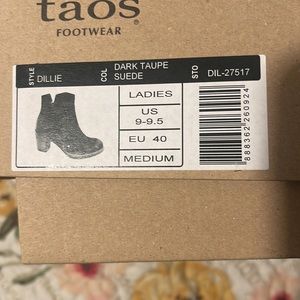 taos
FOOTWEAR
STYLE DILLIE COL DARK TAUPE SUEDE STO DIL-27517
LADIES
US
9-9.5
EU 40
MEDIUM
888362260924